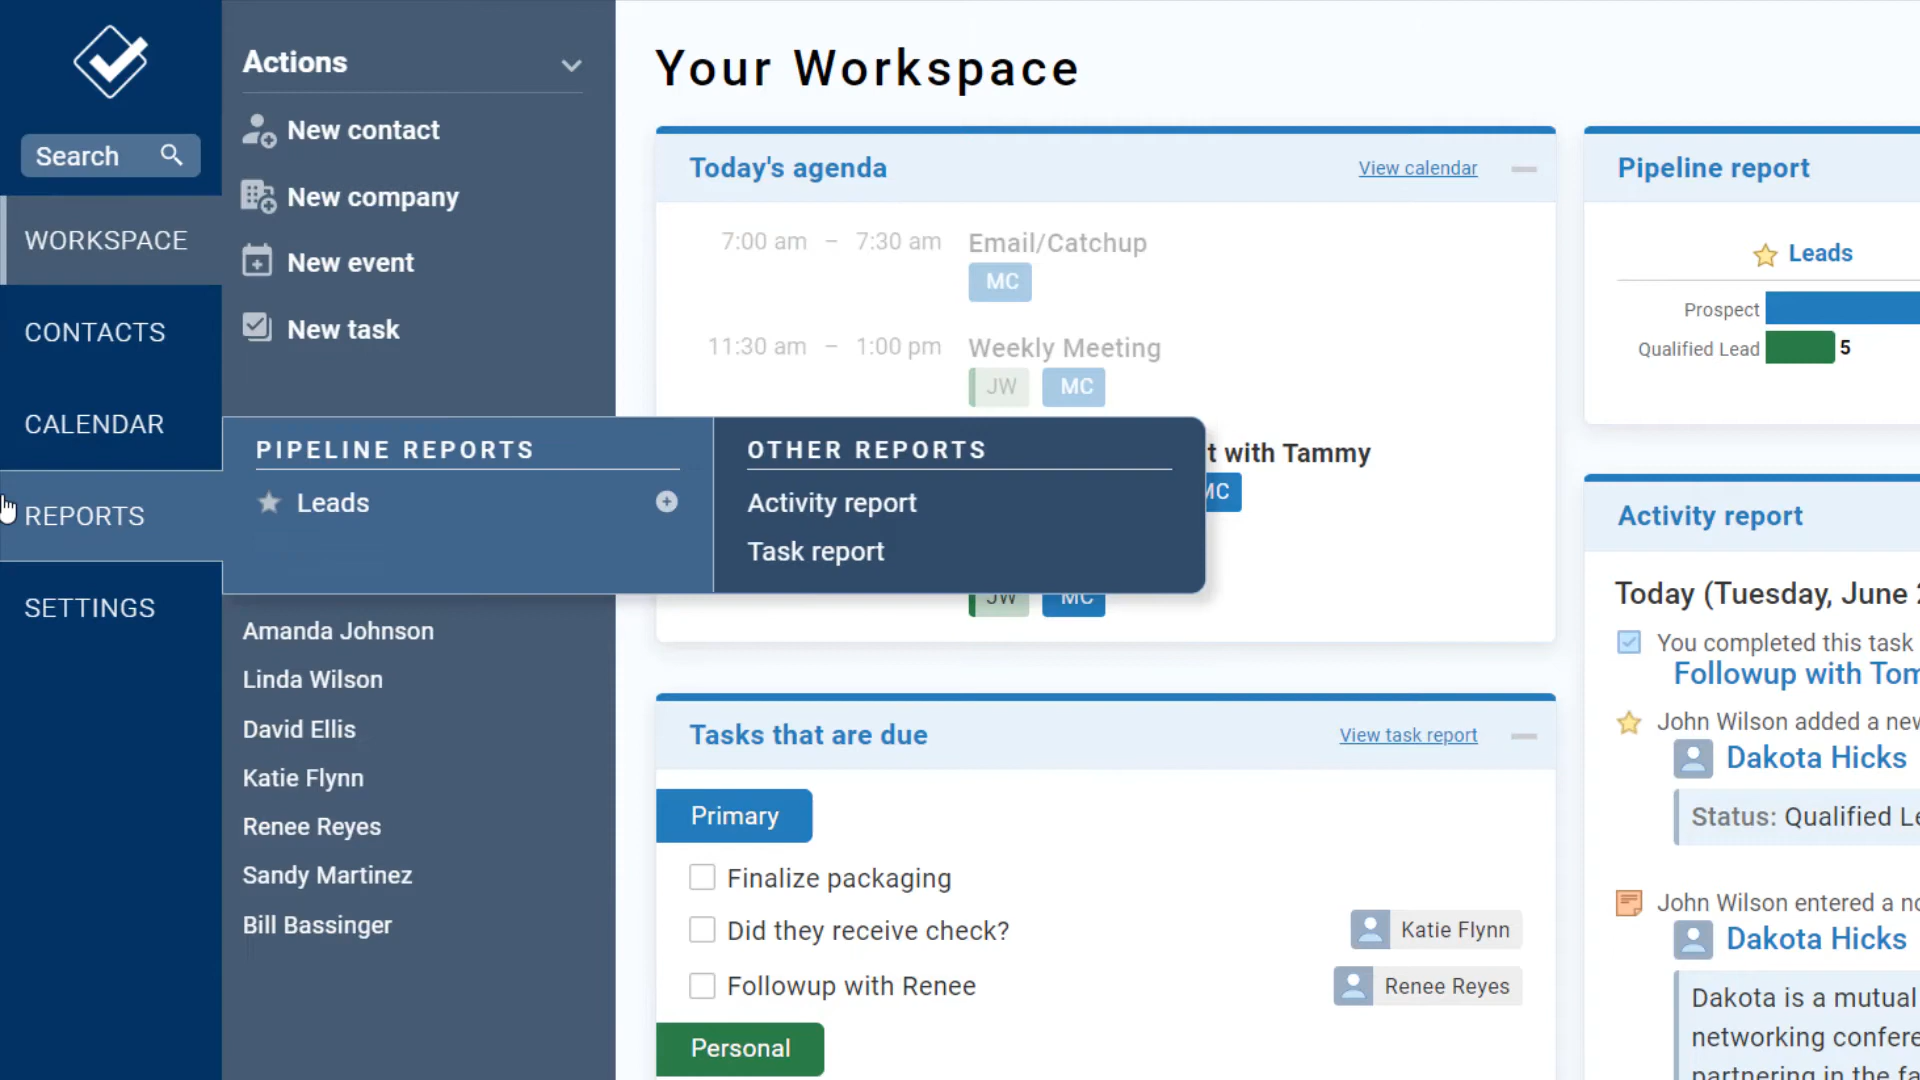 Search
WORKSPACE
CONTACTS
CALENDAR
REPORTS
SETTINGS
Actions
New contact
New company
New event
New task
PIPELINE REPORTS
Leads
OTHER REPORTS
Activity report
Task report
Amanda Johnson
Linda Wilson
David Ellis
Katie Flynn
Renee Reyes
Sandy Martinez
Bill Bassinger
Your Workspace
Today's agenda View calendar
7:00 am – 7:30 am Email/Catchup
MC
11:30 am – 1:00 pm Weekly Meeting
JW MC
t with Tammy
MC
JW MC
Tasks that are due View task report
Primary
Finalize packaging
Did they receive check? Katie Flynn
Followup with Renee Renee Reyes
Personal
Pipeline report
Leads
Prospect
Qualified Lead 5
Activity report
Today (Tuesday, June
You completed this task
Followup with Tom
John Wilson added a new
Dakota Hicks
Status: Qualified Le
John Wilson entered a no
Dakota Hicks
Dakota is a mutual
networking confere
partnering in the fa